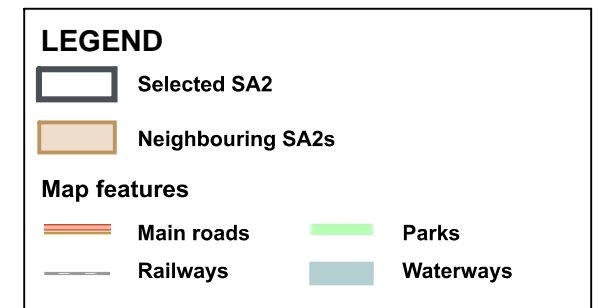 LEGEND
Selected SA2
Neighbouring SA2s
Map features
Main roads
Parks
Railways
Waterways